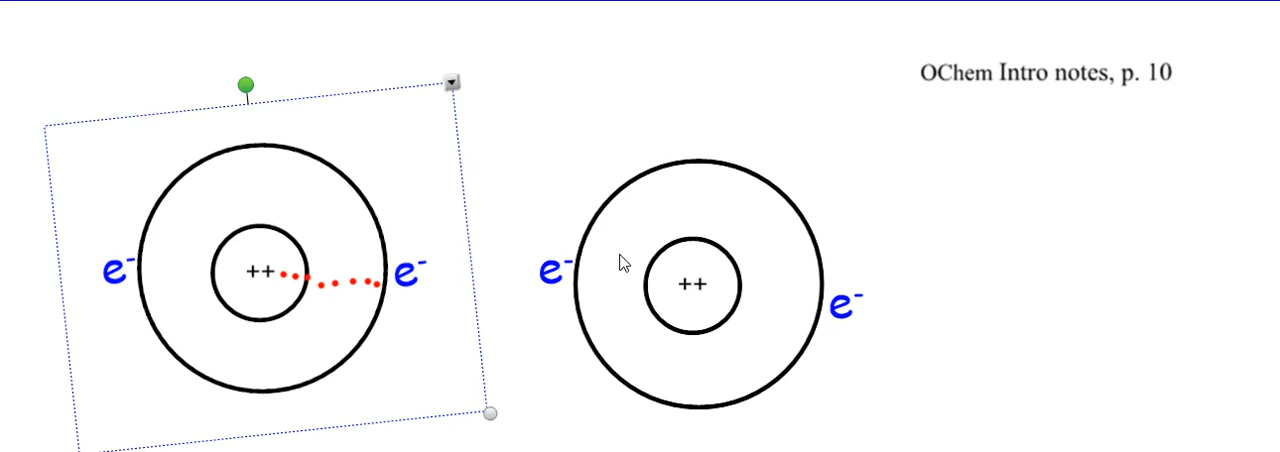 OChem Intro notes, p. 10
e⁻ ++ e⁻
e⁻ ++ e⁻